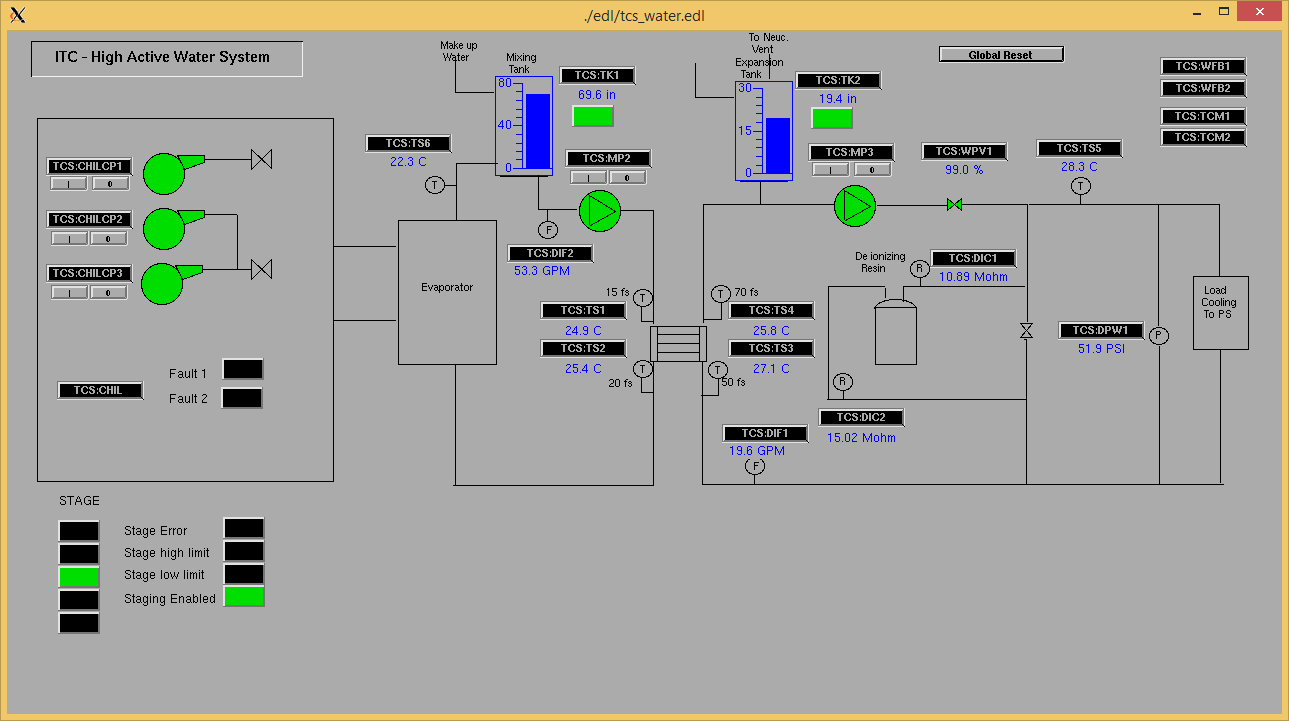 ./edl/tcs_water.edl
ITC - High Active Water System
Make up
Water
Mixing
Tank
80
40
0
TCS:TK1
69.6 in
To Neuc.
Vent
Expansion
Tank
30
15
0
TCS:TK2
19.4 in
Global Reset
TCS:WFB1
TCS:WFB2
TCS:TCM1
TCS:TCM2
TCS:TS6
22.3 C
T
TCS:MP2
I 0
TCS:MP3
I 0
TCS:WPV1
99.0 %
TCS:TS5
28.3 C
T
TCS:CHILCP1
I 0
TCS:CHILCP2
I 0
TCS:CHILCP3
I 0
F
TCS:DIF2
53.3 GPM
Evaporator
De ionizing
Resin
R
TCS:DIC1
10.89 Mohm
15 fs
T
T
70 fs
TCS:TS1
24.9 C
TCS:TS2
25.4 C
T
20 fs
TCS:TS4
25.8 C
TCS:TS3
27.1 C
T
50 fs
Load
Cooling
To PS
TCS:DPW1
51.9 PSI
P
R
TCS:DIC2
15.02 Mohm
TCS:DIF1
19.6 GPM
F
Fault 1
TCS:CHIL
Fault 2
STAGE
Stage Error
Stage high limit
Stage low limit
Staging Enabled